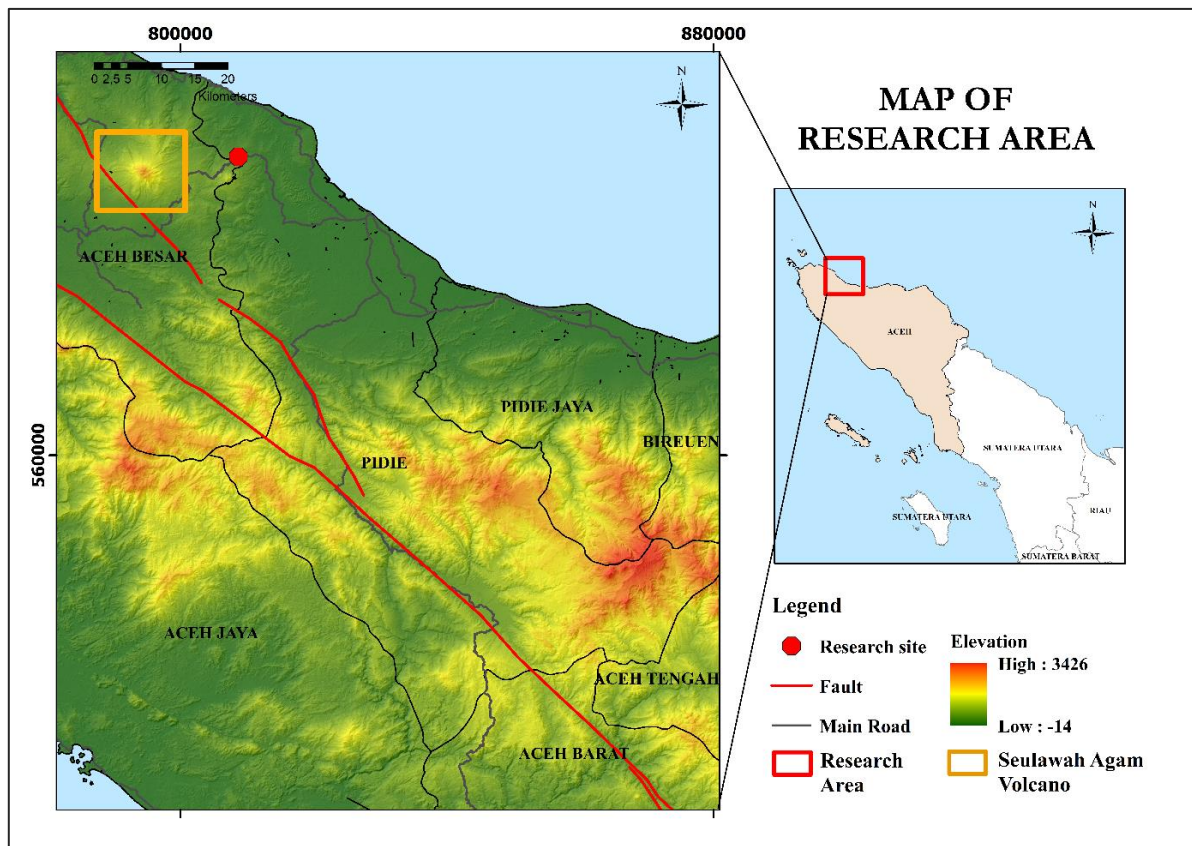 800000
880000
0 2,5 5 10 15 20
Kilometers
N
560000
ACEH BESAR
PIDIE JAYA
BIREUEN
PIDIE
ACEH JAYA
ACEH TENGAH
ACEH BARAT
MAP OF
RESEARCH AREA
N
ACEH
SUMATERA UTARA
RIAU
SUMATERA UTARA
SUMATERA BARAT
Legend
Research site
Fault
Main Road
Research
Area
Elevation
High : 3426
Low : -14
Seulawah Agam
Volcano